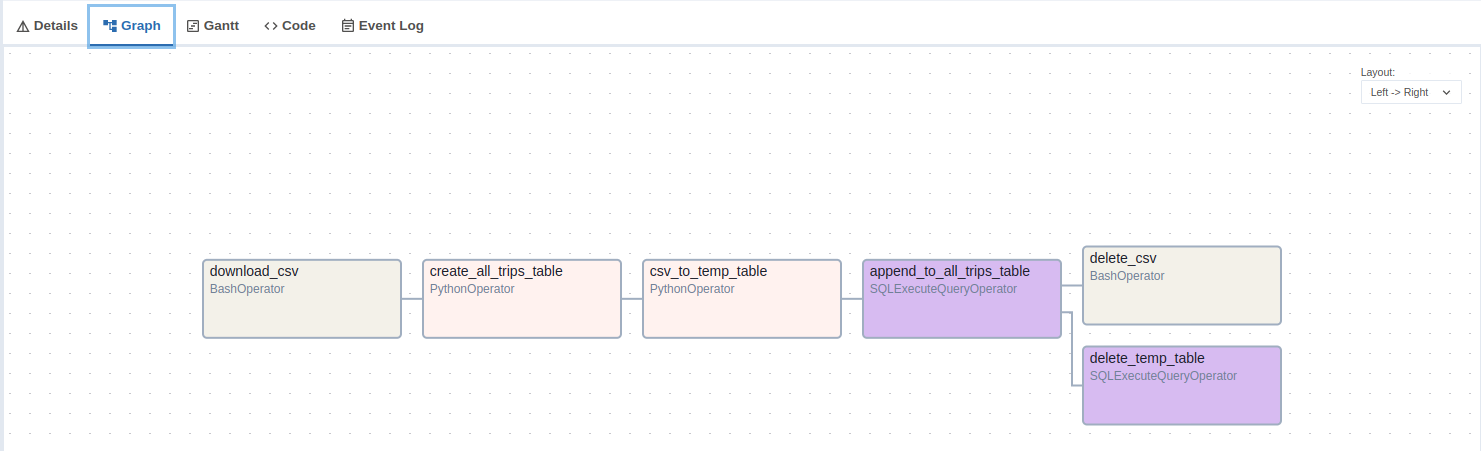 Details
Graph
Gantt
Code
Event Log
Layout:
Left -> Right
download_csv
BashOperator
create_all_trips_table
PythonOperator
csv_to_temp_table
PythonOperator
append_to_all_trips_table
SQLExecuteQueryOperator
delete_csv
BashOperator
delete_temp_table
SQLExecuteQueryOperator